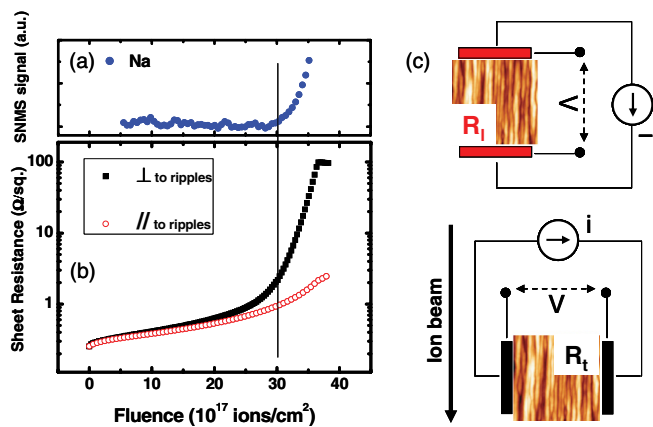 (a)
Na
SNMS signal (a.u.)
100
10
1
Sheet Resistance (Ω/sq.)
⊥ to ripples
// to ripples
(b)
0
10
20
30
40
Fluence (10¹⁷ ions/cm²)
(c)
V
R_l
i
V
R_t
Ion beam